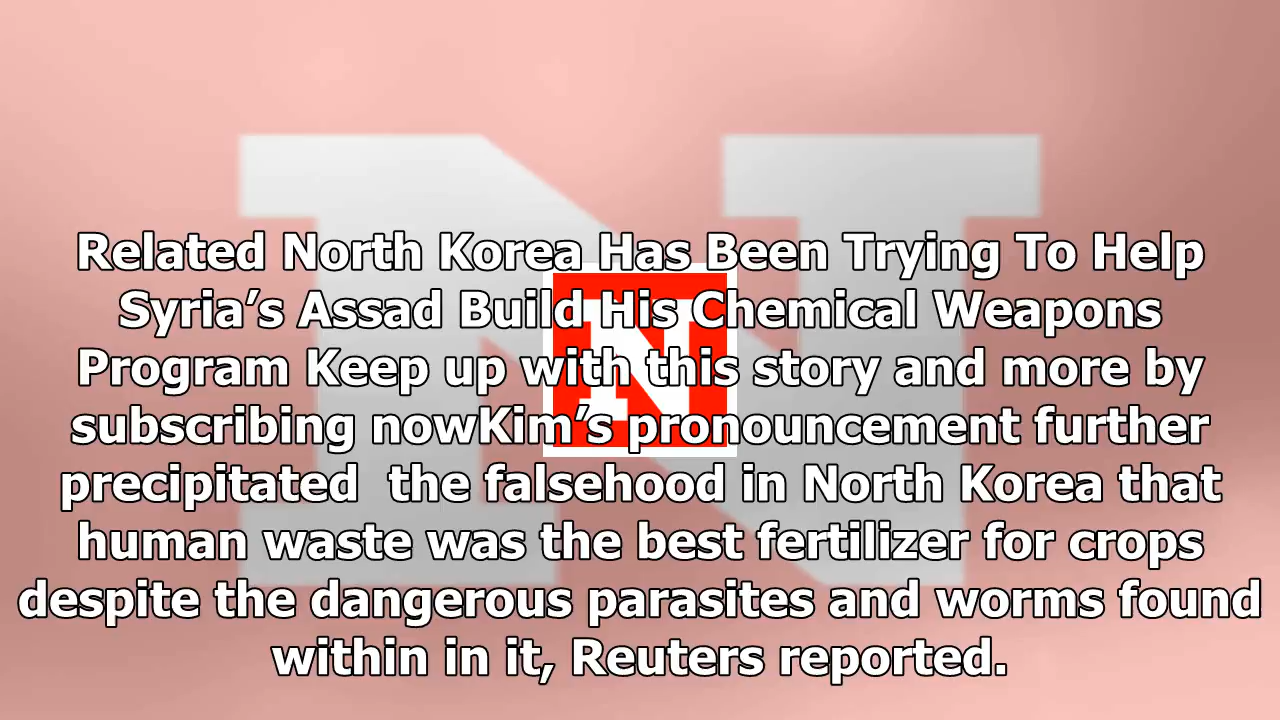 Related North Korea Has Been Trying To Help
Syria’s Assad Build His Chemical Weapons
Program Keep up with this story and more by
subscribing nowKim’s pronouncement further
precipitated  the falsehood in North Korea that
human waste was the best fertilizer for crops
despite the dangerous parasites and worms found
within in it, Reuters reported.
N
N